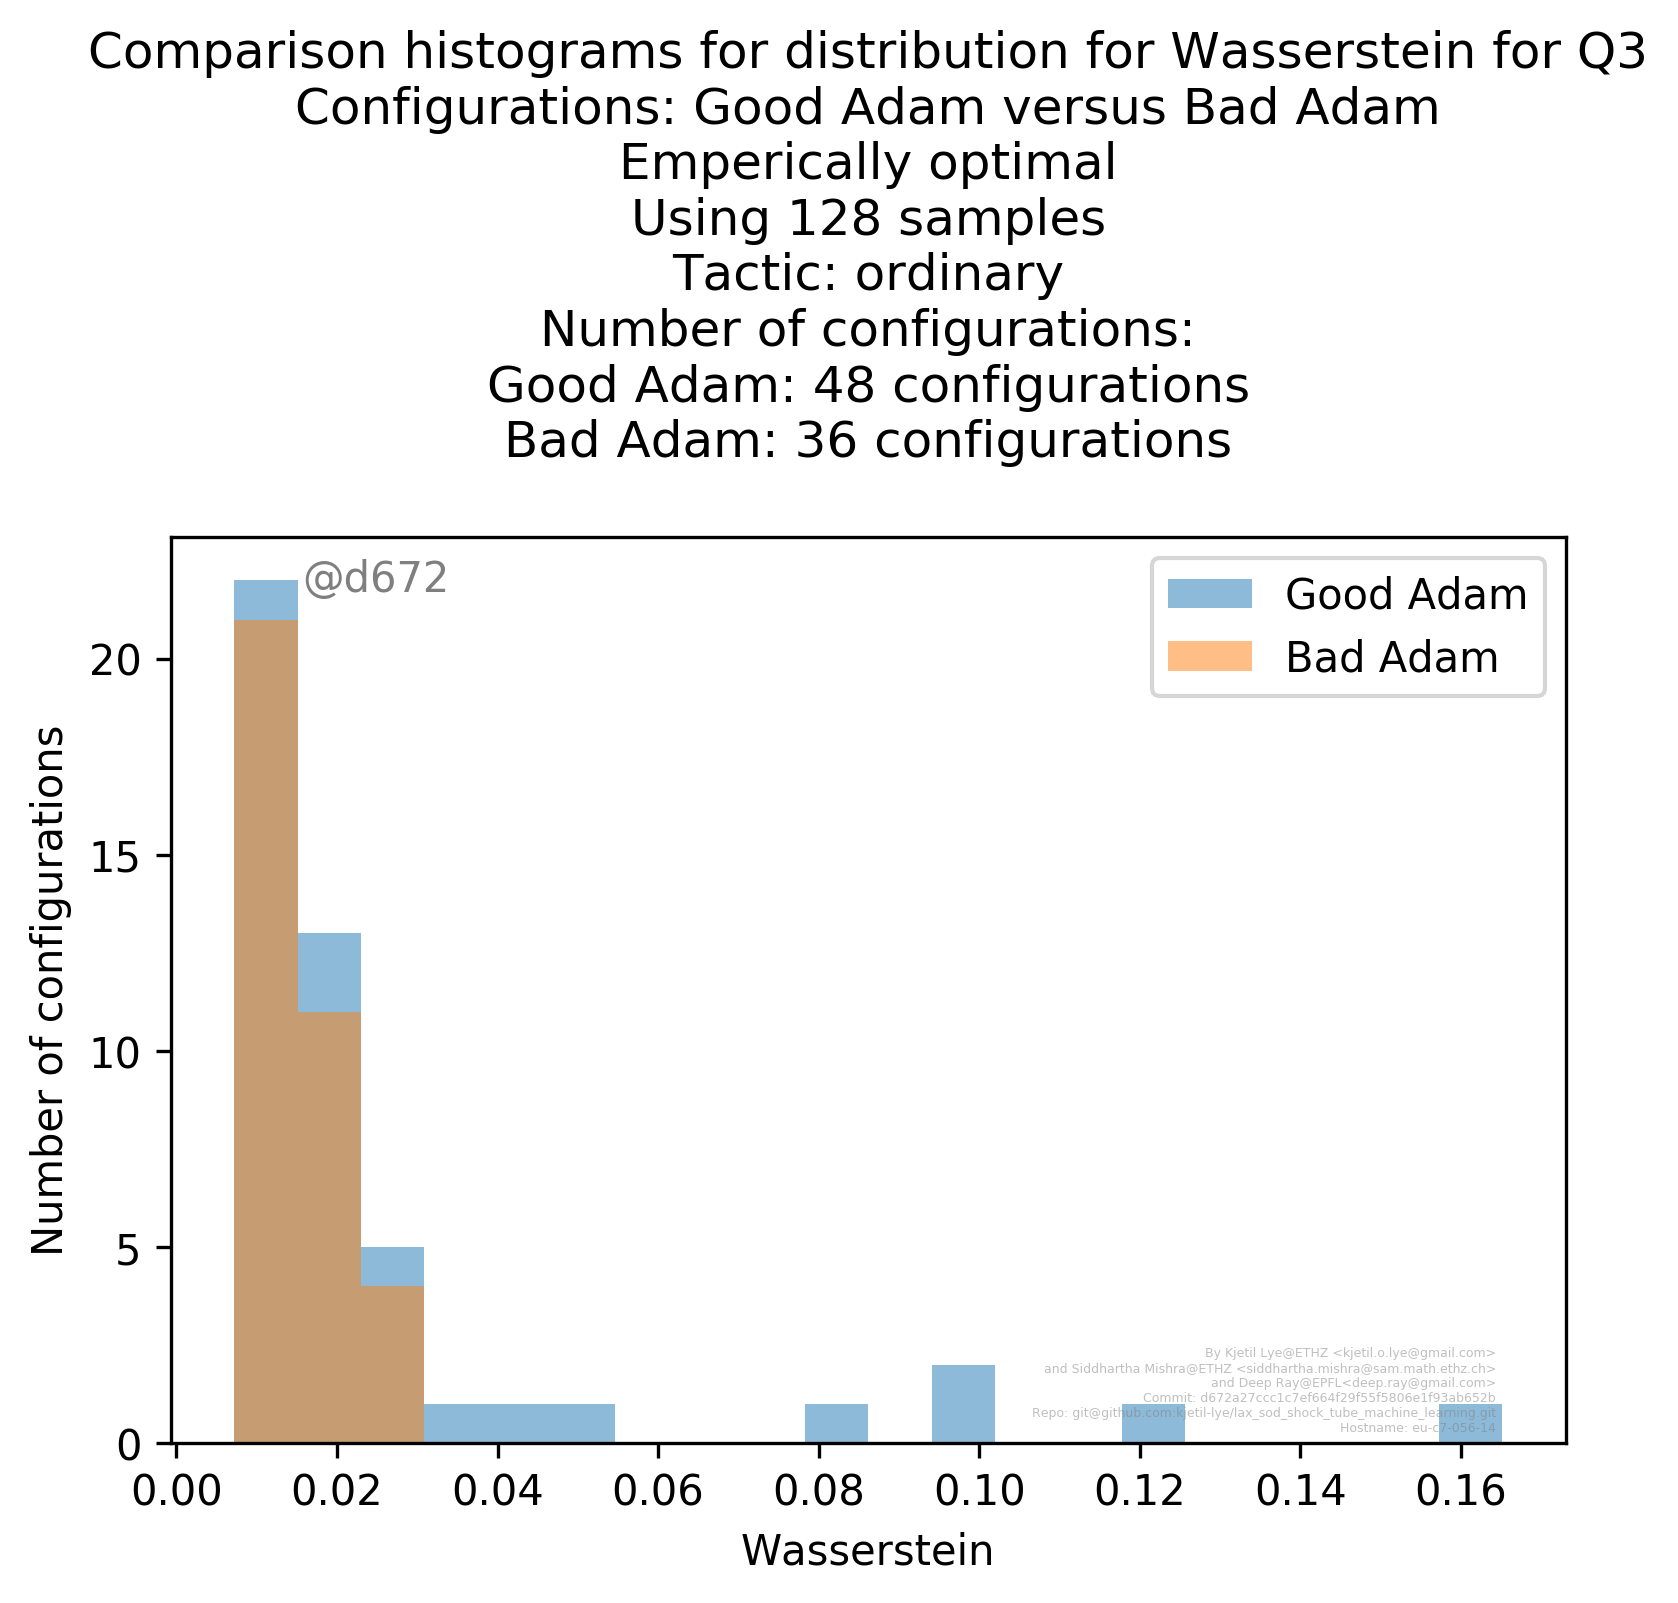 Comparison histograms for distribution for Wasserstein for Q3
Configurations: Good Adam versus Bad Adam
Emperically optimal
Using 128 samples
Tactic: ordinary
Number of configurations:
Good Adam: 48 configurations
Bad Adam: 36 configurations
@d672
Good Adam
Bad Adam
Number of configurations
20
15
10
5
0
By Kjetil Lye@ETHZ <kjetil.o.lye@gmail.com>
and Siddhartha Mishra@ETHZ <siddhartha.mishra@sam.math.ethz.ch>
and Deep Ray@EPFL<deep.ray@gmail.com>
Commit: d672a27ccc1c7ef664f29f55f5806e1f93ab652b
Repo: git@github.com:kjetil-lye/lax_sod_shock_tube_machine_learning.git
Hostname: eu-c7-056-14
0.00 0.02 0.04 0.06 0.08 0.10 0.12 0.14 0.16
Wasserstein